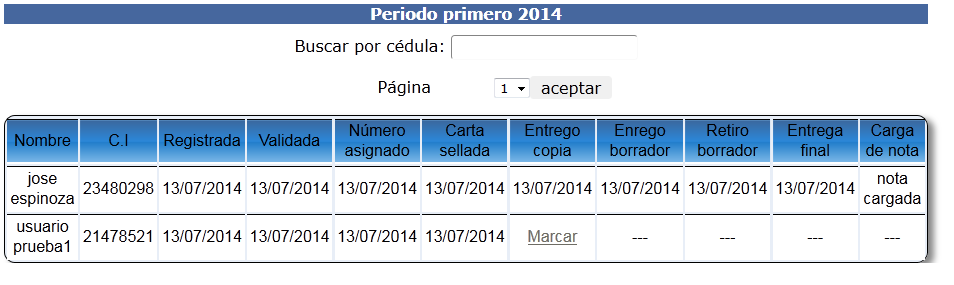 Periodo primero 2014
Buscar por cédula:
Página 1 aceptar
Nombre C.I Registrada Validada Número asignado Carta sellada Entrego copia Enrego borrador Retiro borrador Entrega final Carga de nota
jose espinoza 23480298 13/07/2014 13/07/2014 13/07/2014 13/07/2014 13/07/2014 13/07/2014 13/07/2014 13/07/2014 nota cargada
usuario prueba1 21478521 13/07/2014 13/07/2014 13/07/2014 13/07/2014 Marcar --- --- --- ---